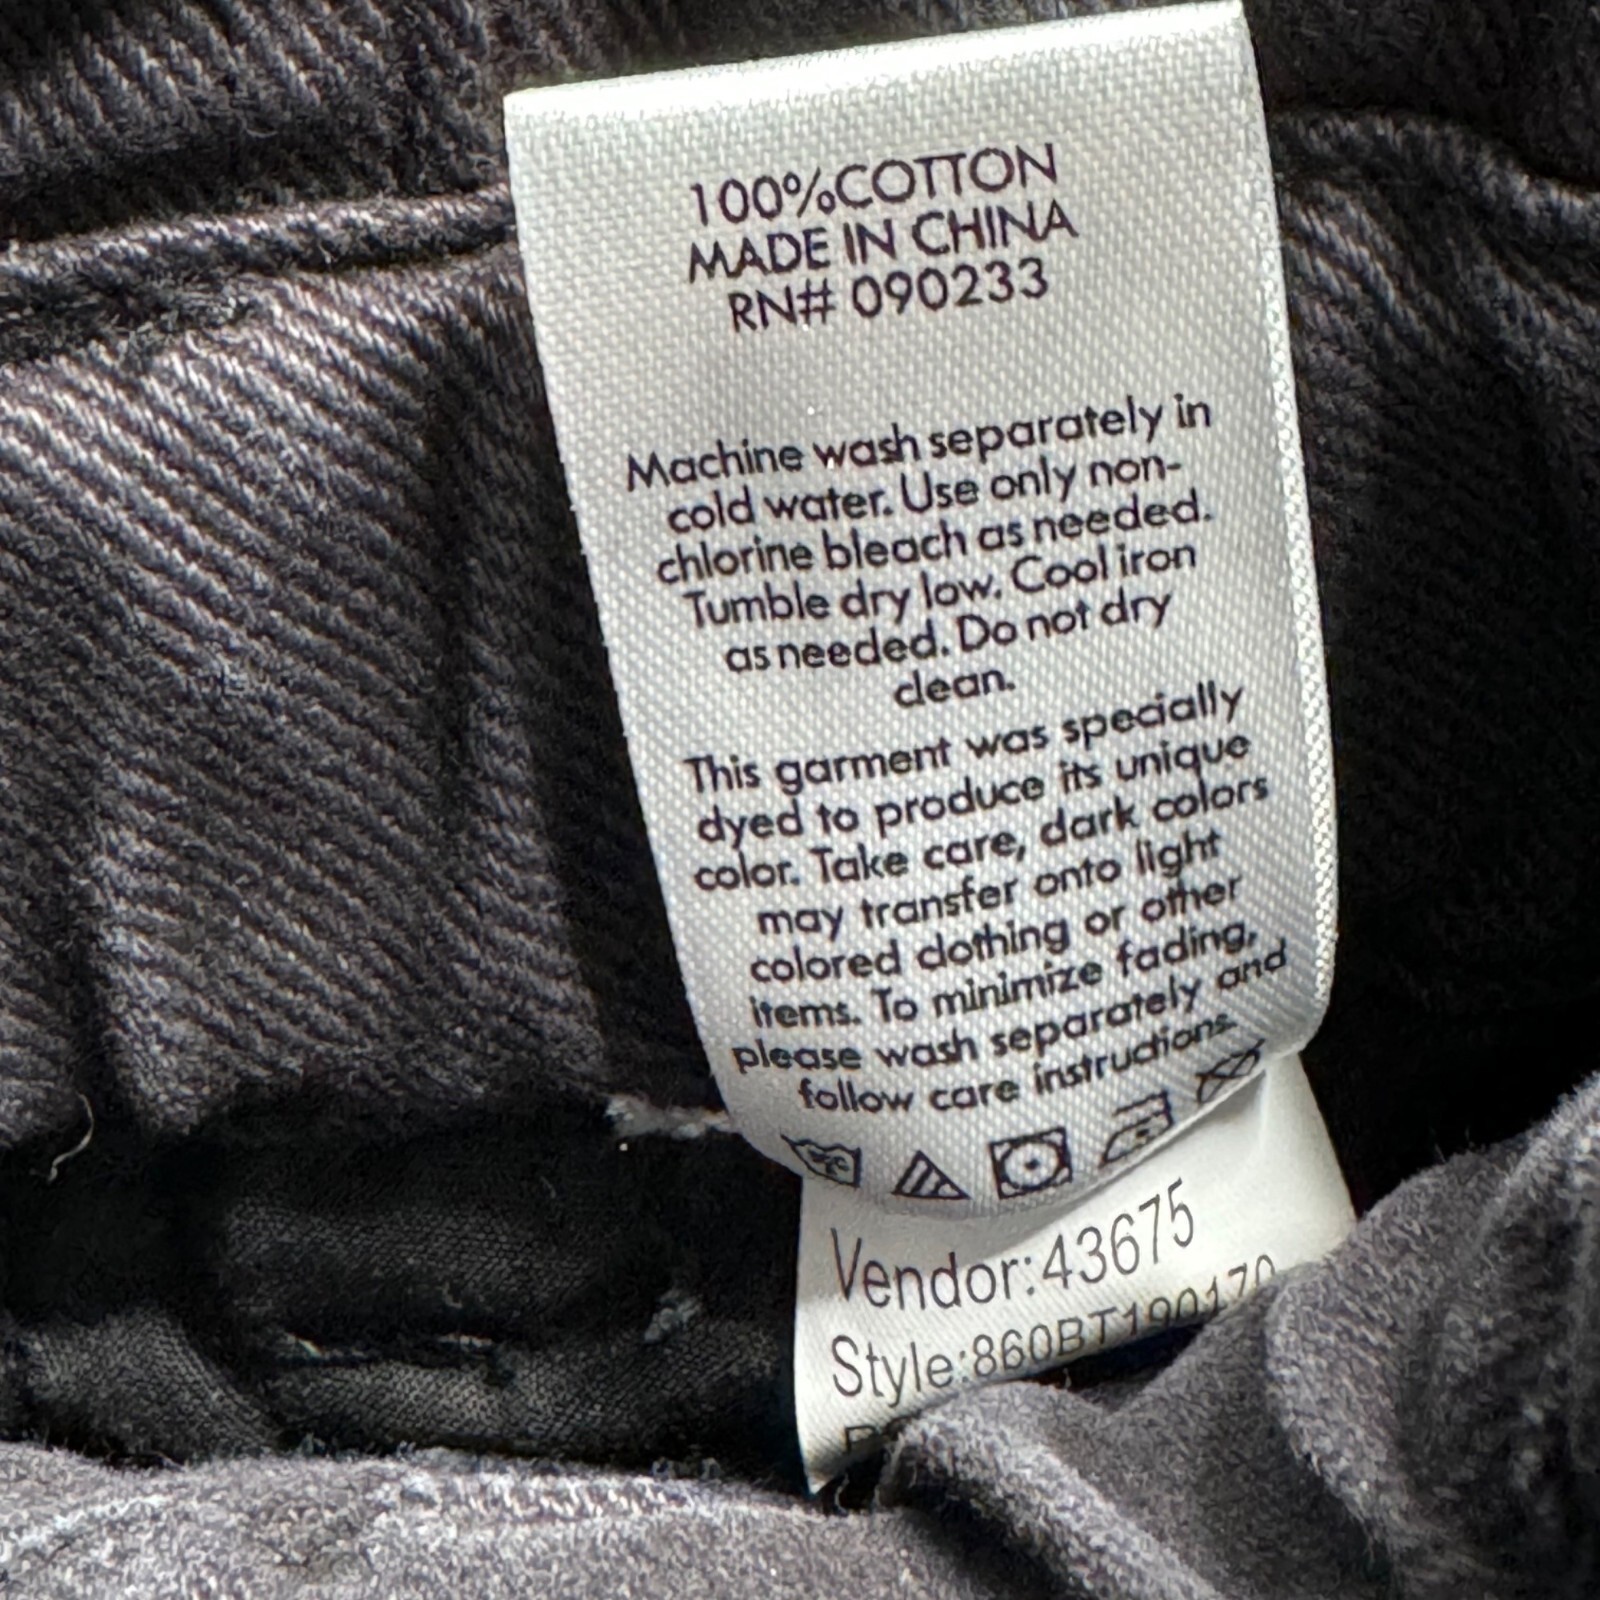 100%COTTON
MADE IN CHINA
RN# 090233
Machine wash separately in
cold water. Use only non-
chlorine bleach as needed.
Tumble dry low. Cool iron
as needed. Do not dry
clean.
This garment was specially
dyed to produce its unique
color. Take care, dark colors
may transfer onto light
colored clothing or other
items. To minimize fading,
please wash separately and
follow care instructions.
Vendor:43675
Style:860BT190170